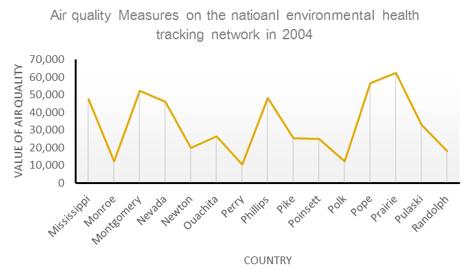 Air quality Measures on the natioanl environmental health
tracking network in 2004
VALUE OF AIR QUALITY
70,000
60,000
50,000
40,000
30,000
20,000
10,000
0
Mississippi
Monroe
Montgomery
Nevada
Newton
Ouachita
Perry
Phillips
Pike
Poinsett
Polk
Pope
Prairie
Pulaski
Randolph
COUNTRY